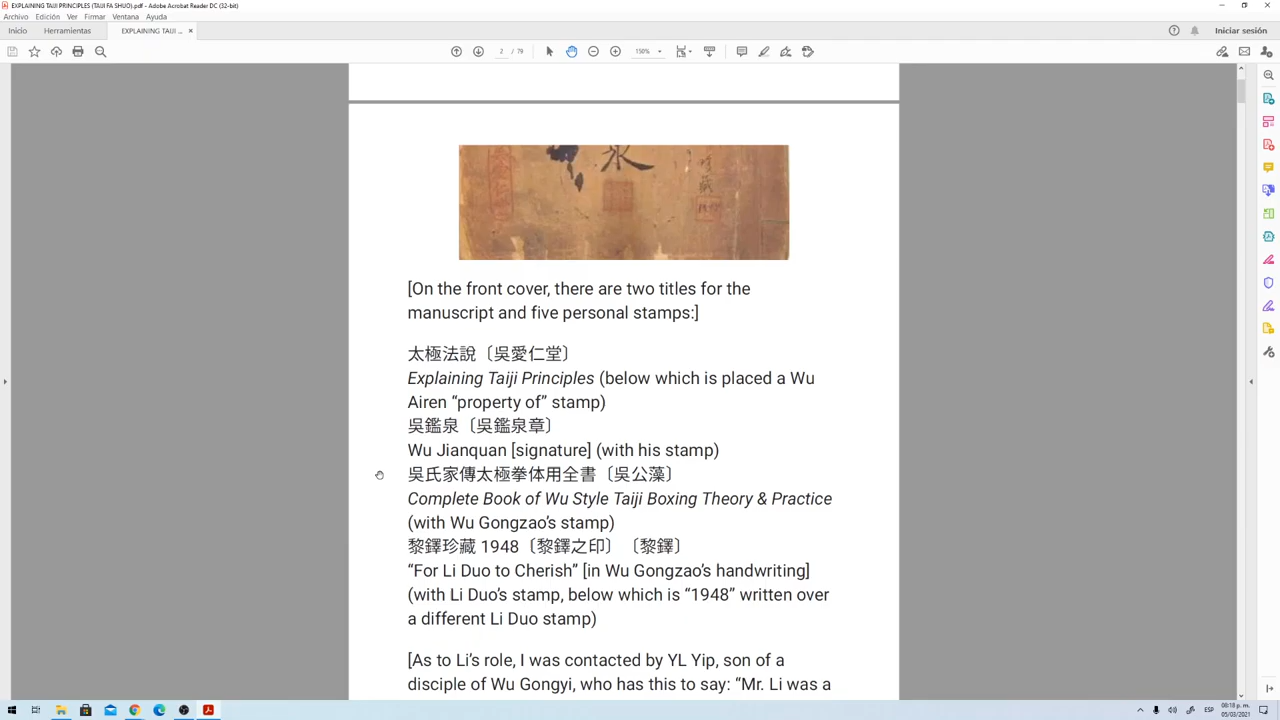 EXPLAINING TAIJI PRINCIPLES (TAIJI FA SHUO).pdf - Adobe Acrobat Reader DC (32-bit)
Archivo Edición Ver Firmar Ventana Ayuda
Inicio Herramientas EXPLAINING TAIJI ... × Iniciar sesión
2 / 79 150%
[On the front cover, there are two titles for the
manuscript and five personal stamps:]
太極法說〔吳愛仁堂〕
Explaining Taiji Principles (below which is placed a Wu
Airen “property of” stamp)
吳鑑泉〔吳鑑泉章〕
Wu Jianquan [signature] (with his stamp)
吳氏家傳太極拳体用全書〔吳公藻〕
Complete Book of Wu Style Taiji Boxing Theory & Practice
(with Wu Gongzao’s stamp)
黎鐸珍藏 1948〔黎鐸之印〕〔黎鐸〕
“For Li Duo to Cherish” [in Wu Gongzao’s handwriting]
(with Li Duo’s stamp, below which is “1948” written over
a different Li Duo stamp)
[As to Li’s role, I was contacted by YL Yip, son of a
disciple of Wu Gongyi, who has this to say: “Mr. Li was a
ESP 08:18 p. m.
05/03/2021